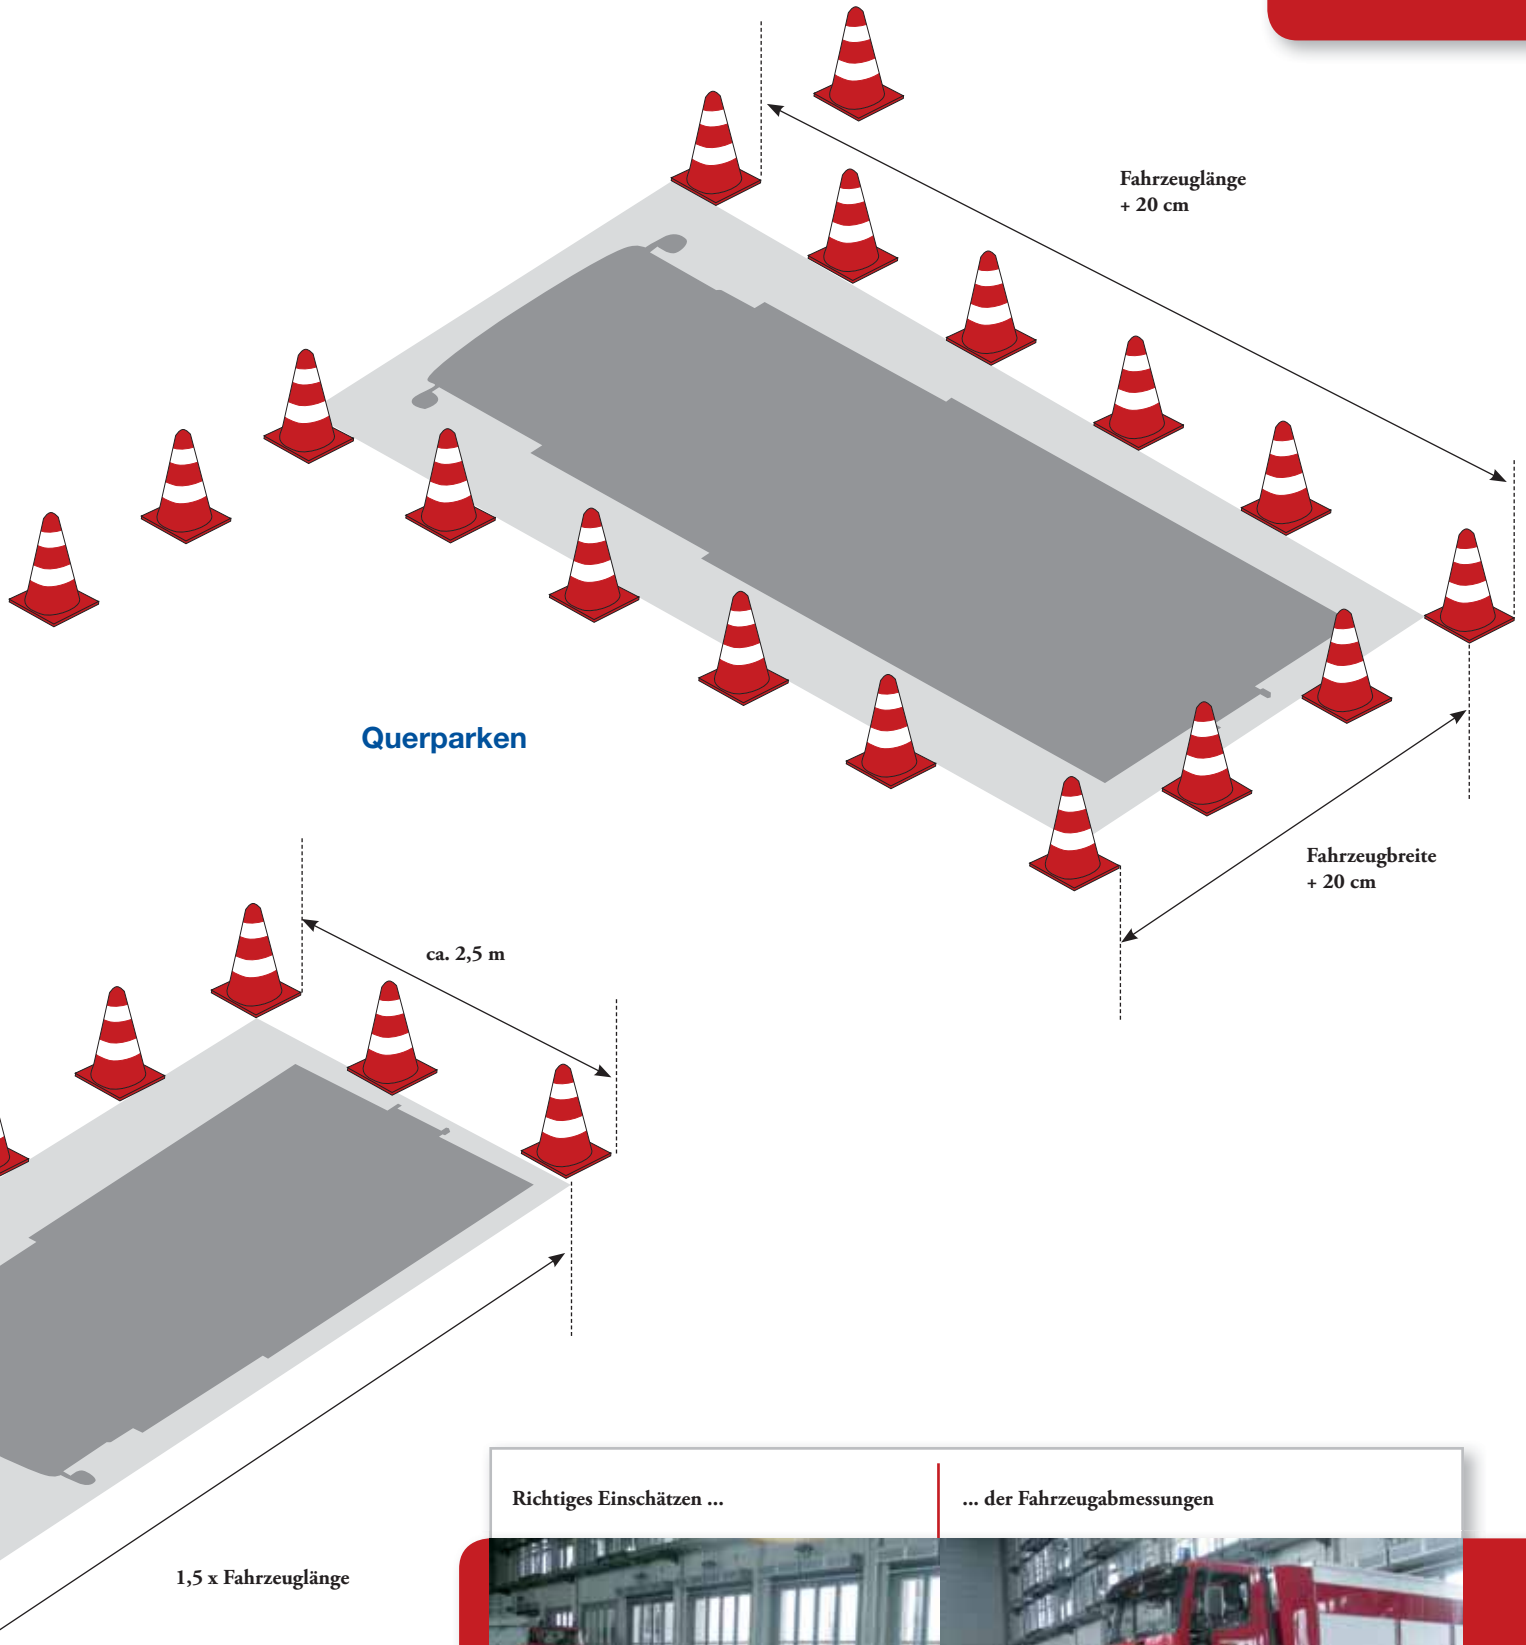 Fahrzeuglänge
+ 20 cm
Querparken
Fahrzeugbreite
+ 20 cm
ca. 2,5 m
1,5 x Fahrzeuglänge
Richtiges Einschätzen ...
... der Fahrzeugabmessungen